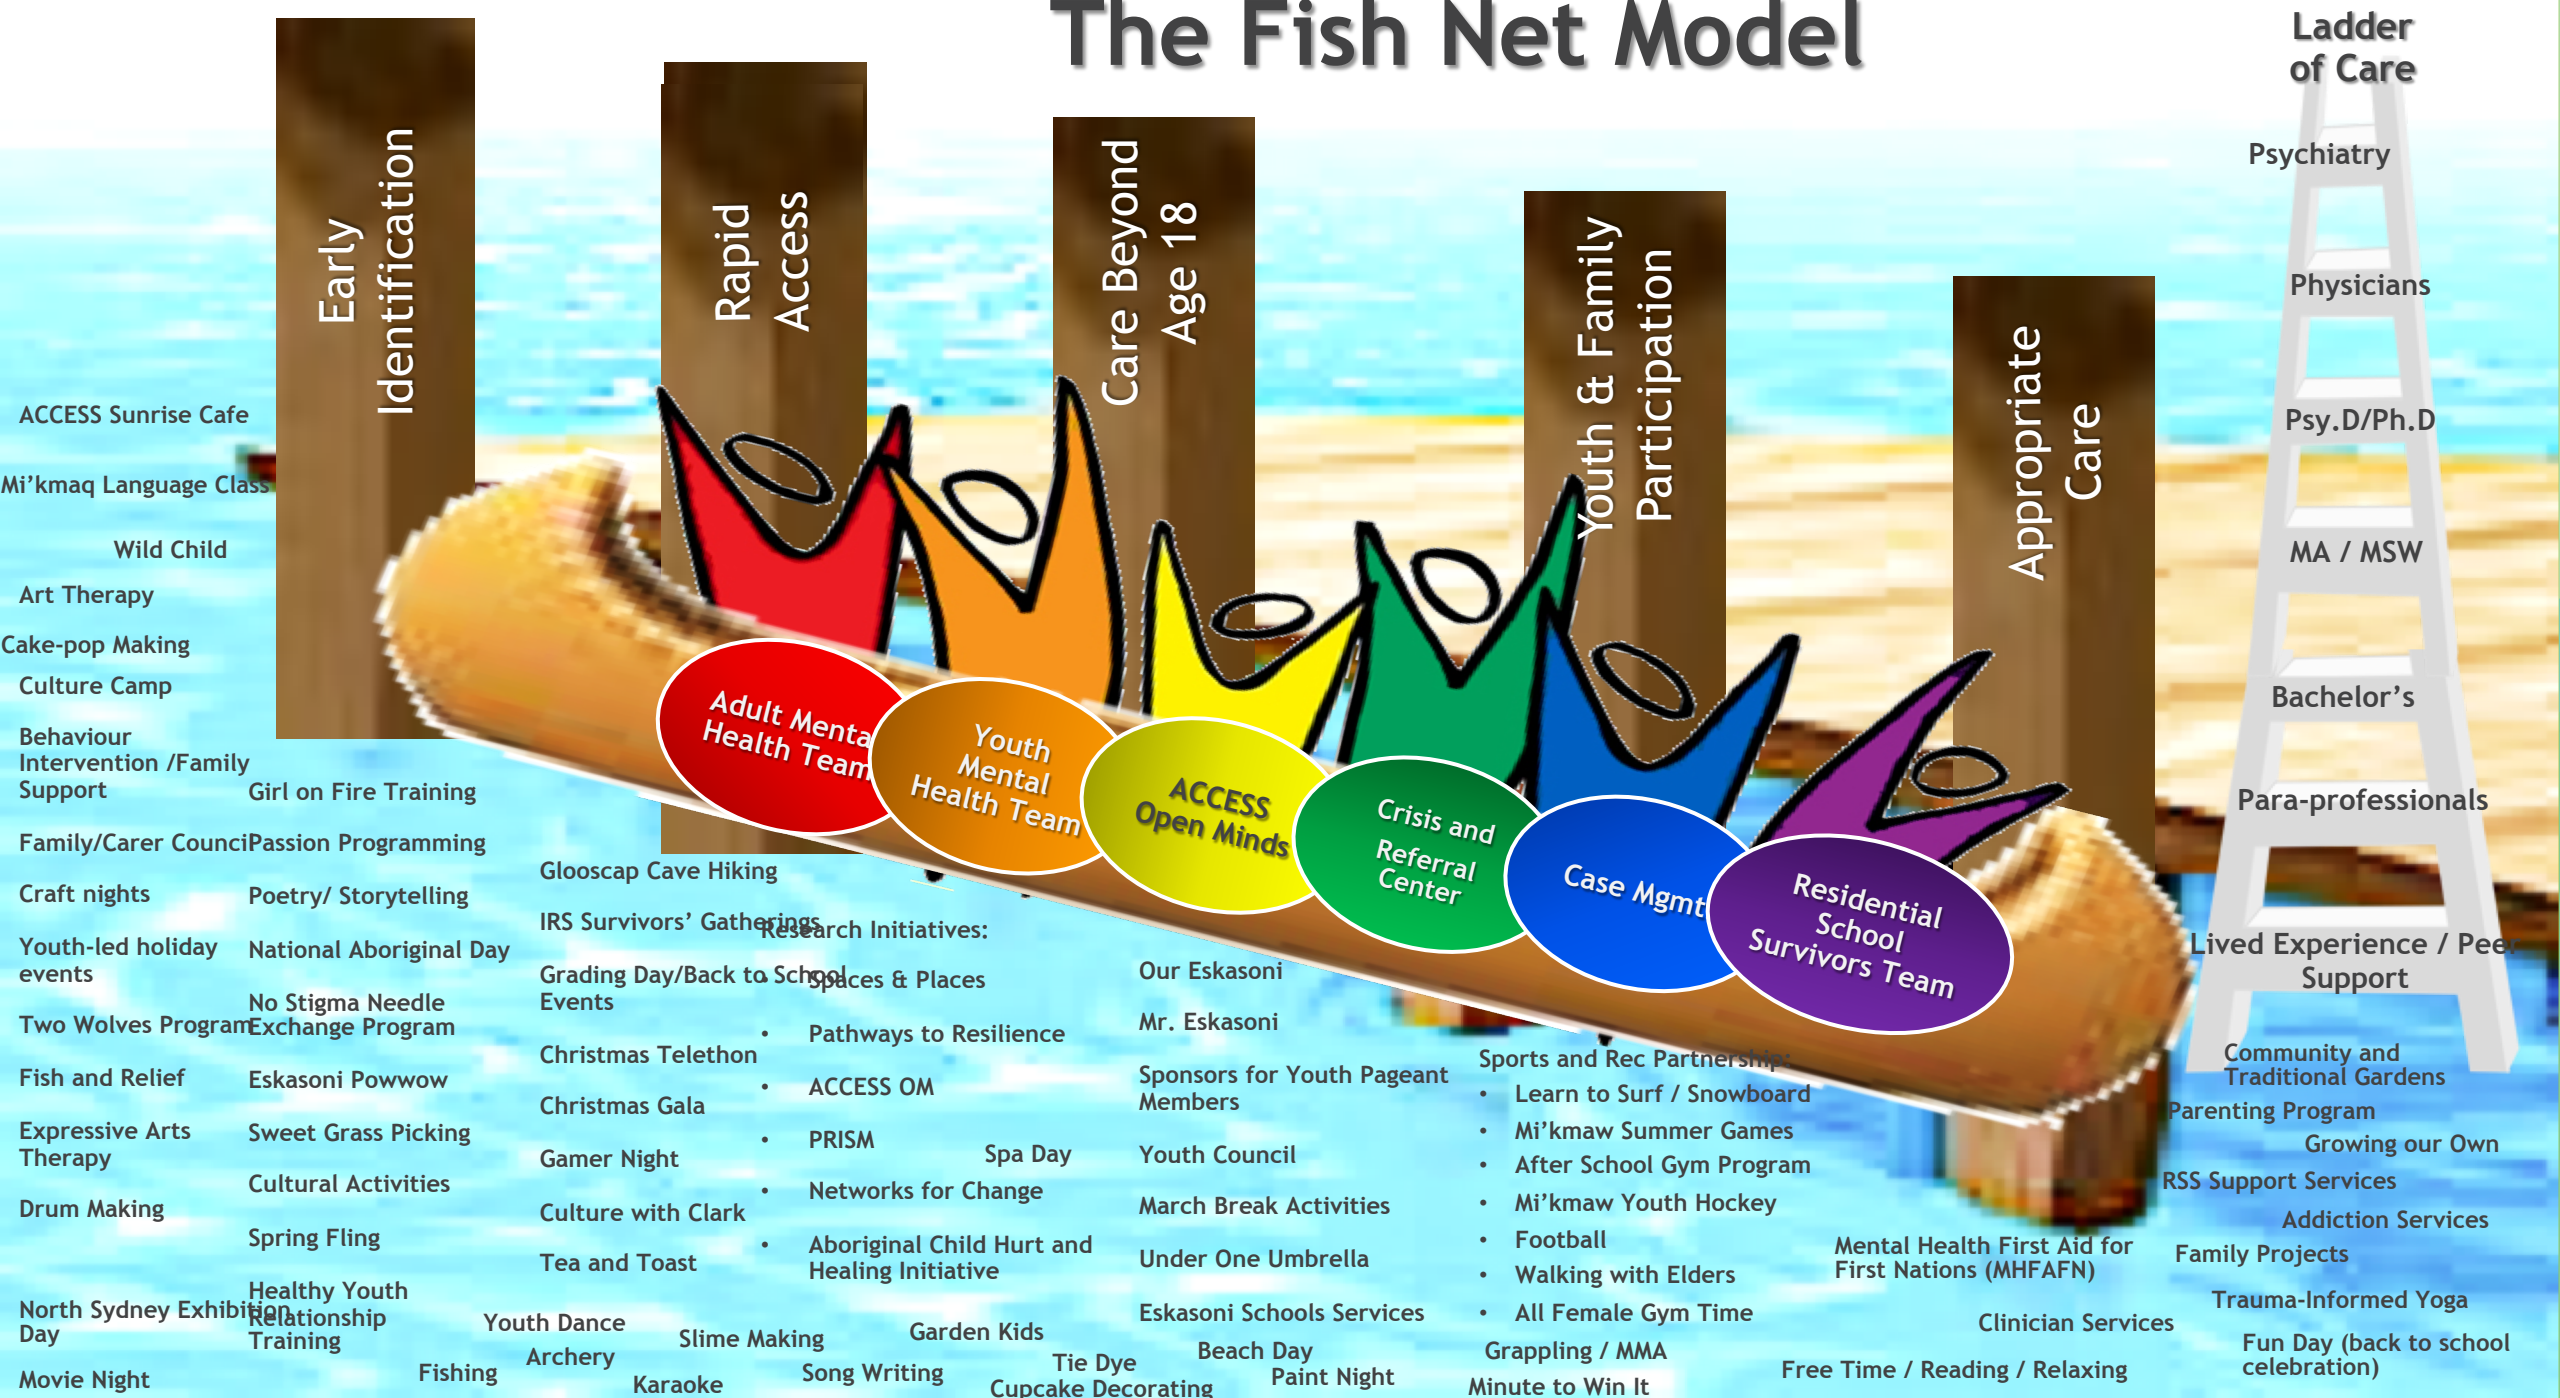 The Fish Net Model
Ladder
of Care
Psychiatry
Physicians
Psy.D/Ph.D
MA / MSW
Bachelor’s
Para-professionals
Lived Experience / Peer
Support
Early
Identification
Rapid
Access
Care Beyond
Age 18
Youth & Family
Participation
Appropriate
Care
Adult Menta
Health Team
Youth
Mental
Health Team
ACCESS
Open Minds
Crisis and
Referral
Center
Case Mgmt
Residential
School
Survivors Team
ACCESS Sunrise Cafe
Mi’kmaq Language Class
Wild Child
Art Therapy
Cake-pop Making
Culture Camp
Behaviour
Intervention /Family
Support
Family/Carer Counci
Craft nights
Youth-led holiday
events
Two Wolves Program
Fish and Relief
Expressive Arts
Therapy
Drum Making
North Sydney Exhibition
Day
Movie Night
Girl on Fire Training
Passion Programming
Poetry/ Storytelling
National Aboriginal Day
No Stigma Needle
Exchange Program
Eskasoni Powwow
Sweet Grass Picking
Cultural Activities
Spring Fling
Healthy Youth
Relationship
Training
Glooscap Cave Hiking
IRS Survivors’ Gatherings
Grading Day/Back to School
Events
Christmas Telethon
Christmas Gala
Gamer Night
Culture with Clark
Tea and Toast
Research Initiatives:
• Spaces & Places
• Pathways to Resilience
• ACCESS OM
• PRISM
• Networks for Change
• Aboriginal Child Hurt and
Healing Initiative
Spa Day
Our Eskasoni
Mr. Eskasoni
Sponsors for Youth Pageant
Members
Youth Council
March Break Activities
Under One Umbrella
Eskasoni Schools Services
Sports and Rec Partnership:
• Learn to Surf / Snowboard
• Mi’kmaw Summer Games
• After School Gym Program
• Mi’kmaw Youth Hockey
• Football
• Walking with Elders
• All Female Gym Time
Grappling / MMA
Minute to Win It
Youth Dance
Archery
Fishing
Slime Making
Karaoke
Garden Kids
Song Writing
Tie Dye
Cupcake Decorating
Beach Day
Paint Night
Mental Health First Aid for
First Nations (MHFAFN)
Clinician Services
Free Time / Reading / Relaxing
Community and
Traditional Gardens
Parenting Program
Growing our Own
RSS Support Services
Addiction Services
Family Projects
Trauma-Informed Yoga
Fun Day (back to school
celebration)